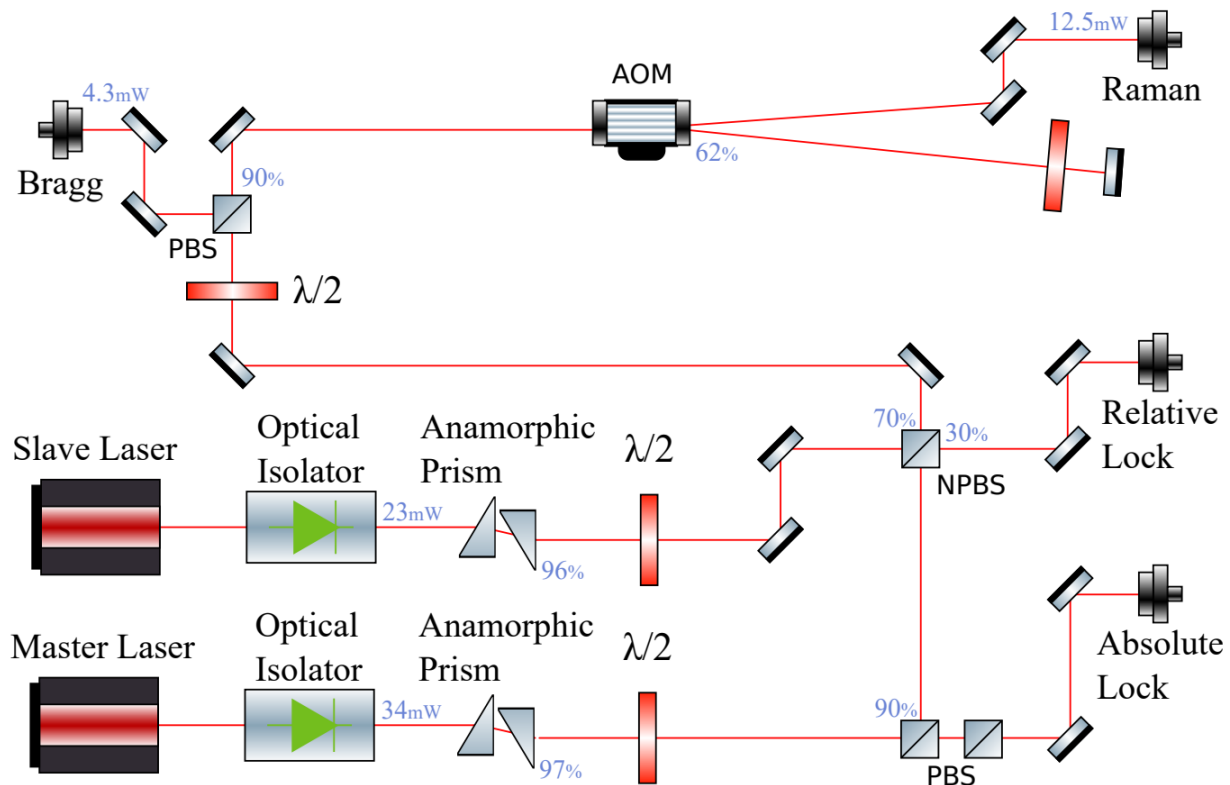 12.5mW
AOM
Raman
4.3mW
62%
Bragg
90%
PBS
λ/2
Optical
Isolator
Anamorphic
Prism
λ/2
70%
30%
Relative
Lock
Slave Laser
NPBS
23mW
96%
Optical
Isolator
Anamorphic
Prism
λ/2
Master Laser
Absolute
Lock
34mW
90%
97%
PBS